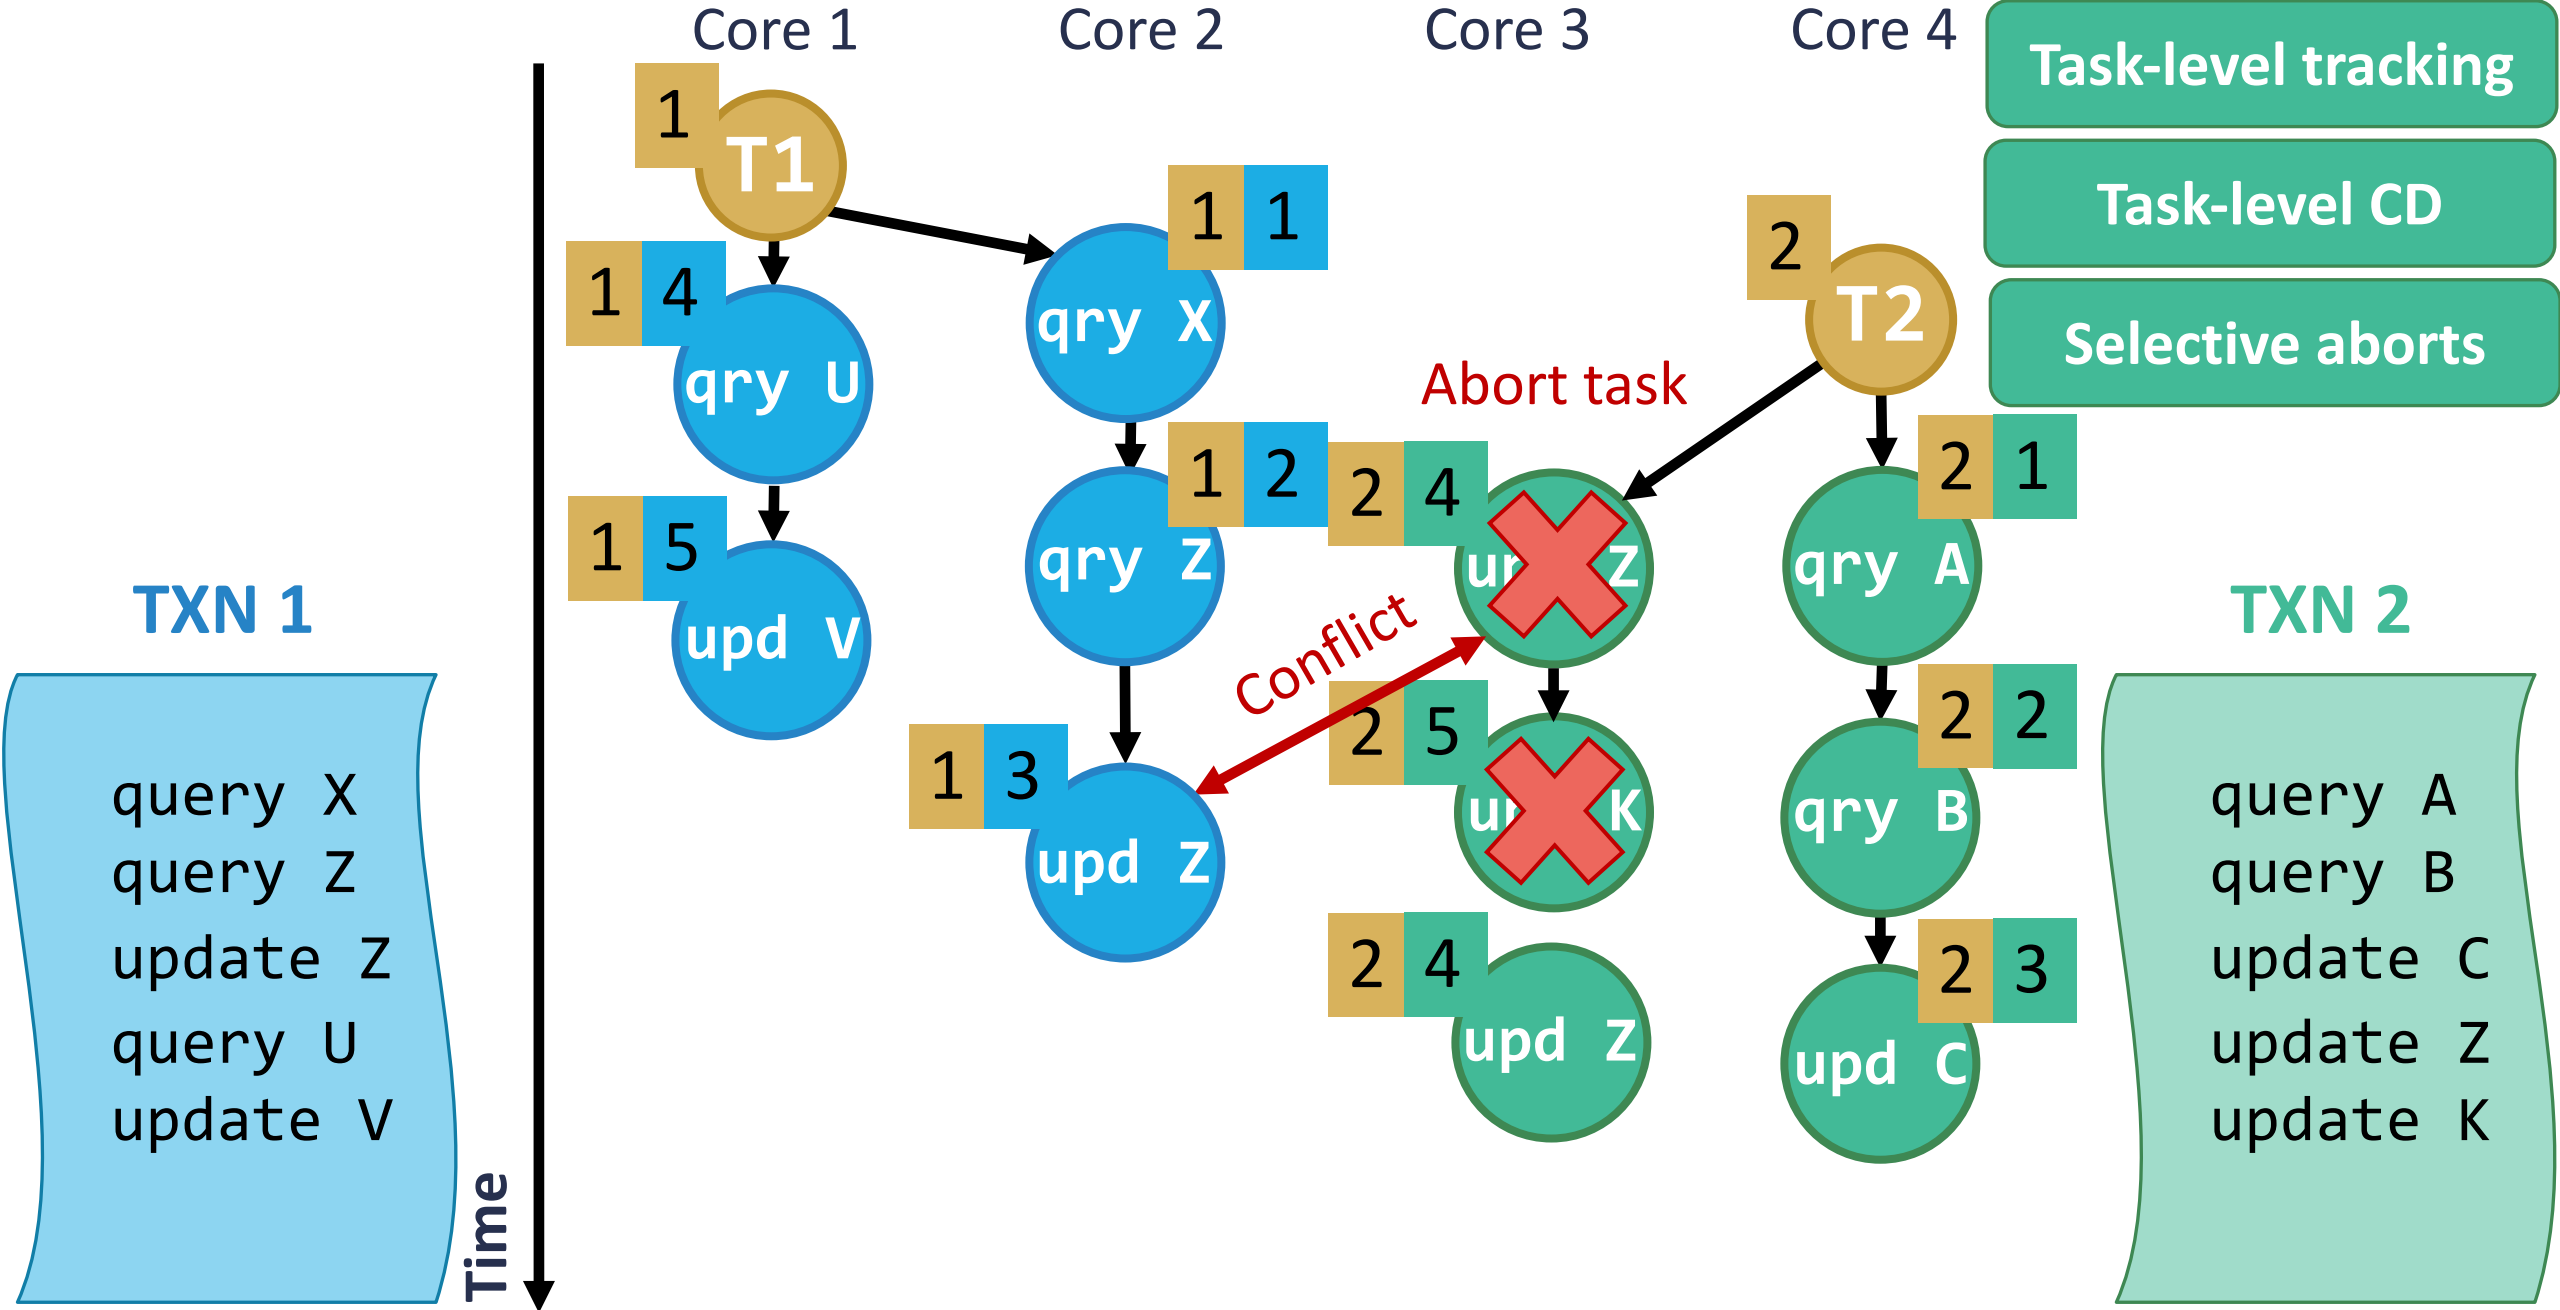 Core 1
Core 2
Core 3
Core 4
Task-level tracking
Task-level CD
Selective aborts
1
T1
1 4
qry U
1 5
upd V
1 1
qry X
1 2
qry Z
1 3
upd Z
Conflict
Abort task
2 4
Z
2 5
K
2 4
upd Z
2
T2
2 1
qry A
2 2
qry B
2 3
upd C
TXN 1
query X
query Z
update Z
query U
update V
Time
TXN 2
query A
query B
update C
update Z
update K